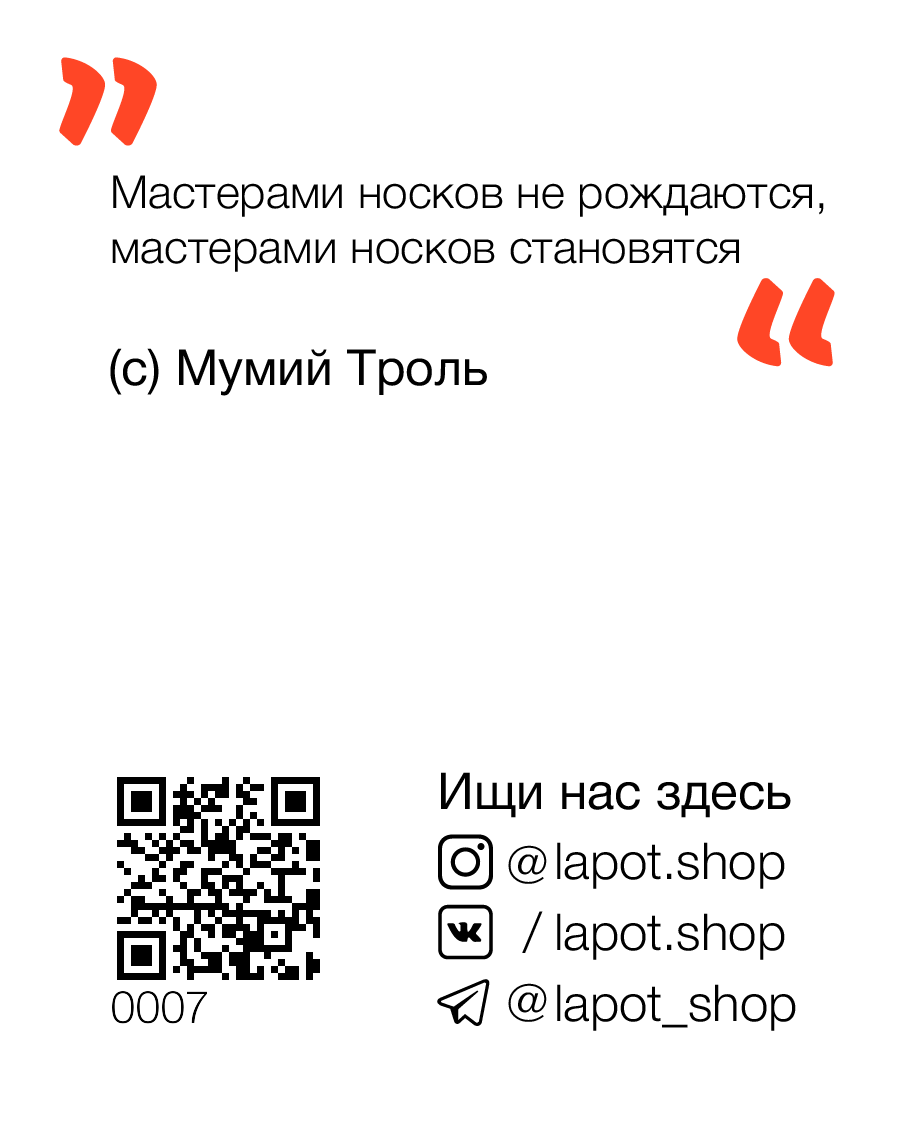 ”
Мастерами носков не рождаются,
мастерами носков становятся
“
(с) Мумий Троль
Ищи нас здесь
@lapot.shop
/ lapot.shop
@lapot_shop
0007